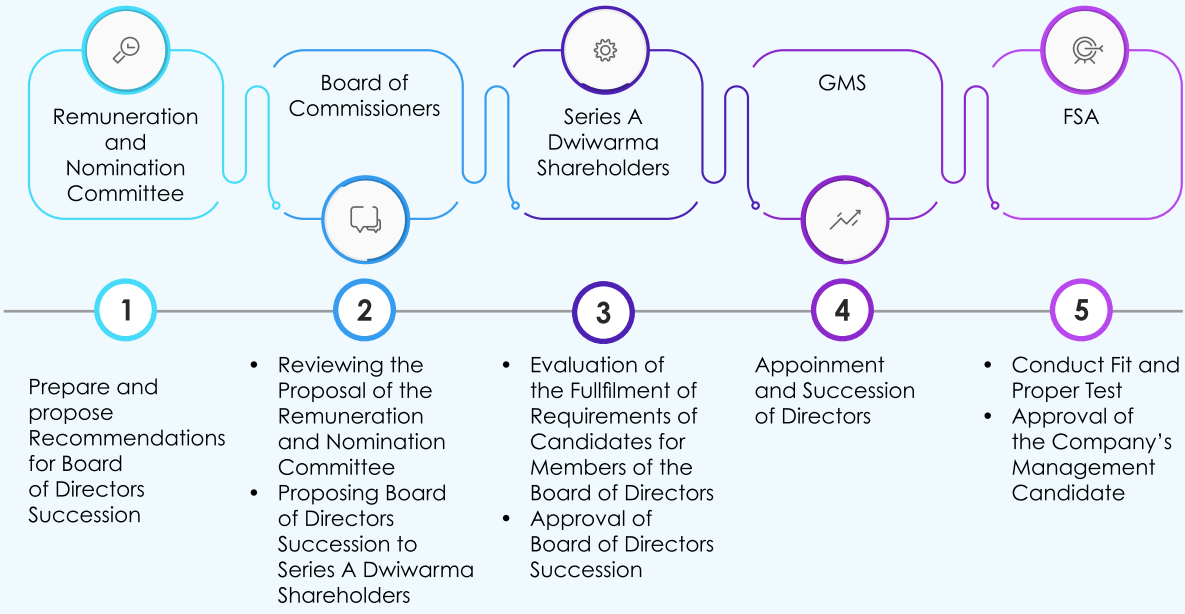 Remuneration
and
Nomination
Committee
Board of
Commissioners
Series A
Dwiwarma
Shareholders
GMS
FSA
1
2
3
4
5
Prepare and
propose
Recommendations
for Board
of Directors
Succession
• Reviewing the
Proposal of the
Remuneration
and Nomination
Committee
• Proposing Board
of Directors
Succession to
Series A Dwiwarma
Shareholders
• Evaluation of
the Fullfilment of
Requirements of
Candidates for
Members of the
Board of Directors
• Approval of
Board of Directors
Succession
Appoinment
and Succession
of Directors
• Conduct Fit and
Proper Test
• Approval of
the Company’s
Management
Candidate